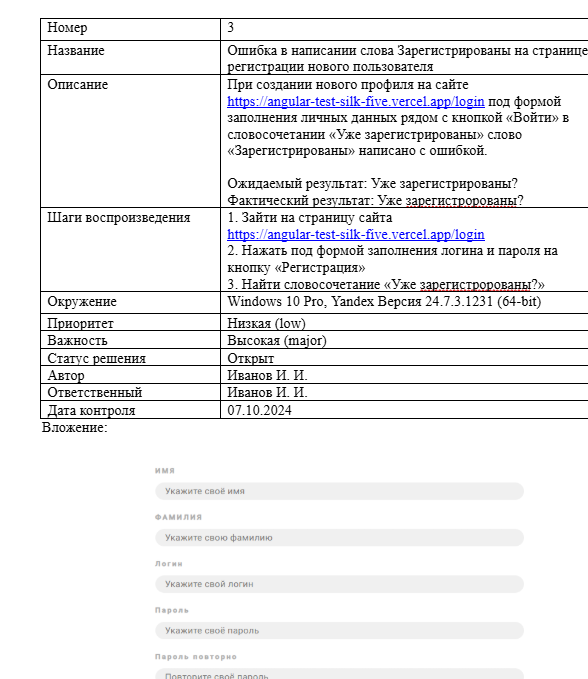 Номер 3
Название Ошибка в написании слова Зарегистрированы на странице
регистрации нового пользователя
Описание При создании нового профиля на сайте
https://angular-test-silk-five.vercel.app/login под формой
заполнения личных данных рядом с кнопкой «Войти» в
словосочетании «Уже зарегистрированы» слово
«Зарегистрированы» написано с ошибкой.
Ожидаемый результат: Уже зарегистрированы?
Фактический результат: Уже зарегистророваны?
Шаги воспроизведения 1. Зайти на страницу сайта
https://angular-test-silk-five.vercel.app/login
2. Нажать под формой заполнения логина и пароля на
кнопку «Регистрация»
3. Найти словосочетание «Уже зарегистророваны?»
Окружение Windows 10 Pro, Yandex Версия 24.7.3.1231 (64-bit)
Приоритет Низкая (low)
Важность Высокая (major)
Статус решения Открыт
Автор Иванов И. И.
Ответственный Иванов И. И.
Дата контроля 07.10.2024
Вложение:
ИМЯ
Укажите своё имя
ФАМИЛИЯ
Укажите свою фамилию
Логин
Укажите свой логин
Пароль
Укажите своё пароль
Пароль повторно
Повторите своё пароль